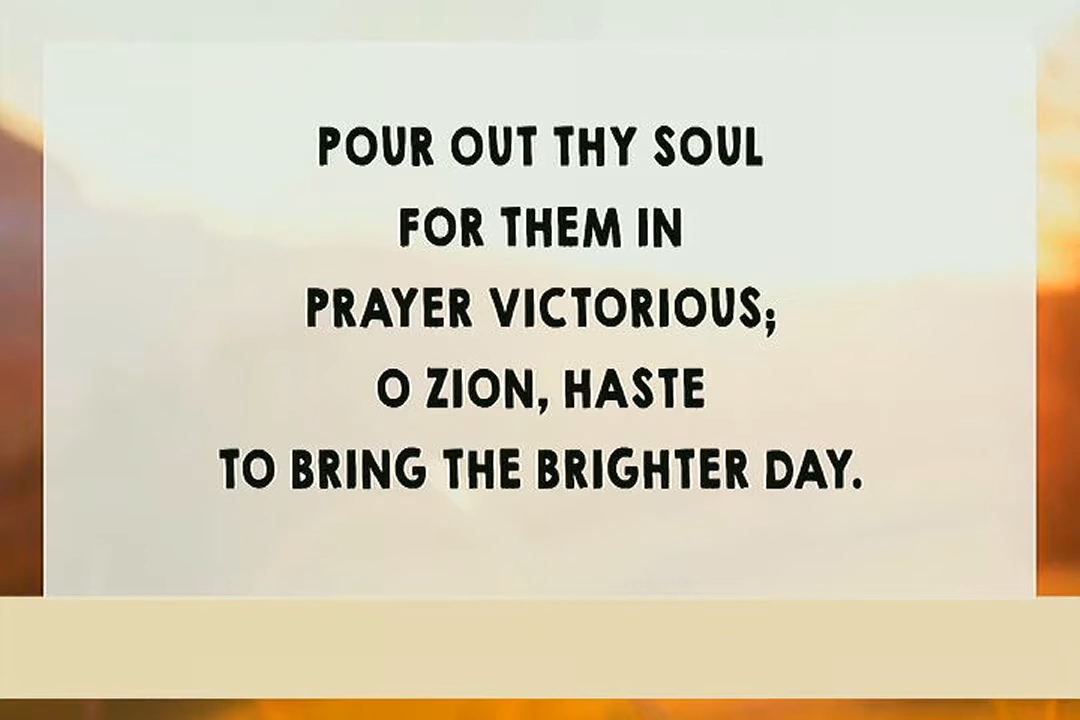 POUR OUT THY SOUL
FOR THEM IN
PRAYER VICTORIOUS;
O ZION, HASTE
TO BRING THE BRIGHTER DAY.